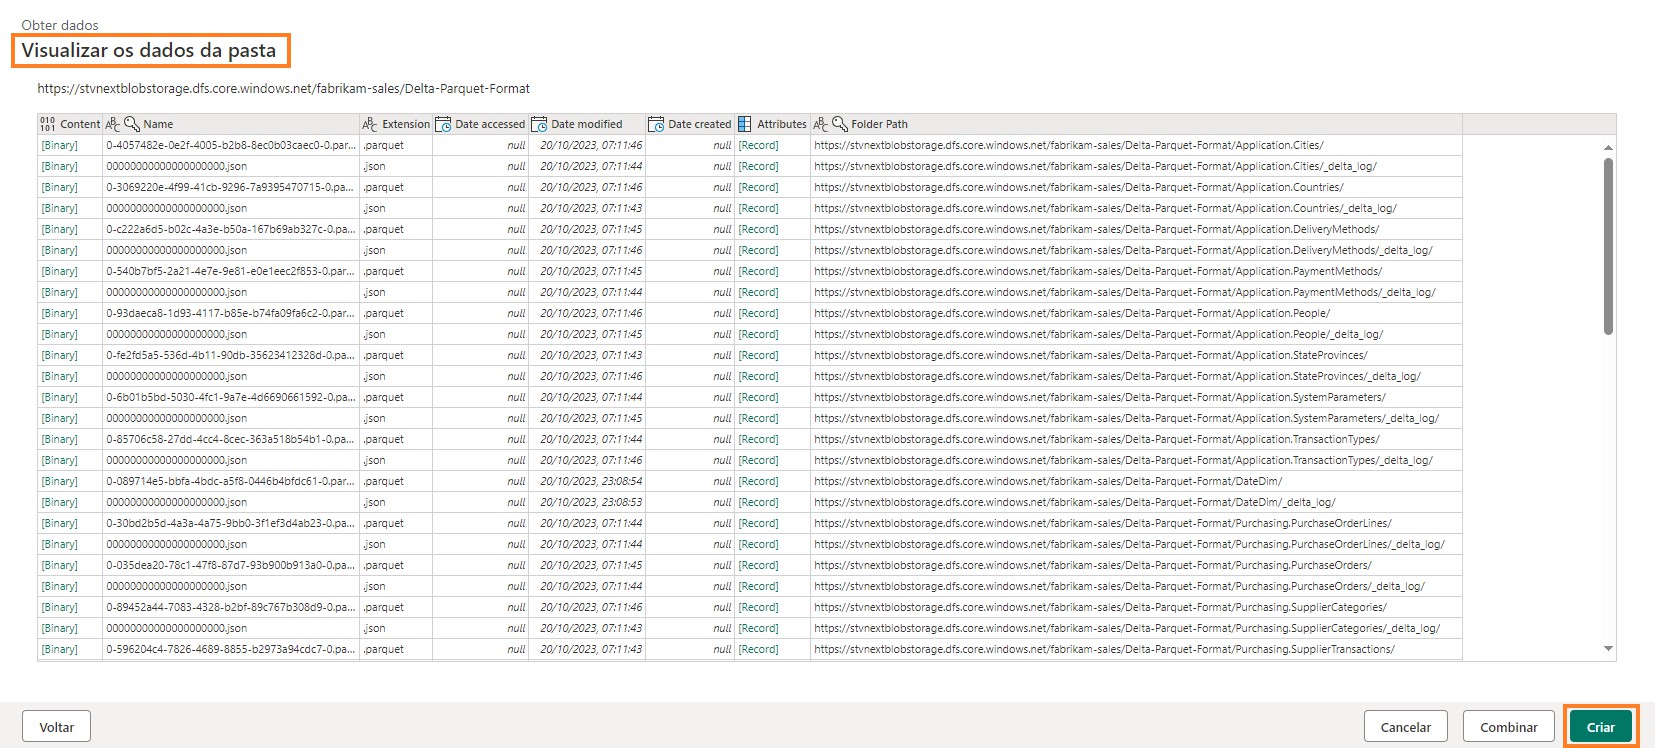 Obter dados
Visualizar os dados da pasta
https://stvnextblobstorage.dfs.core.windows.net/fabrikam-sales/Delta-Parquet-Format
Content Name Extension Date accessed Date modified Date created Attributes Folder Path
[Binary] 0-4057482e-0e2f-4005-b2b8-8ec0b03caec0-0.par... .parquet null 20/10/2023, 07:11:46 null [Record] https://stvnextblobstorage.dfs.core.windows.net/fabrikam-sales/Delta-Parquet-Format/Application.Cities/
[Binary] 00000000000000000000.json .json null 20/10/2023, 07:11:44 null [Record] https://stvnextblobstorage.dfs.core.windows.net/fabrikam-sales/Delta-Parquet-Format/Application.Cities/_delta_log/
[Binary] 0-3069220e-4f99-41cb-9296-7a9395470715-0.pa... .parquet null 20/10/2023, 07:11:46 null [Record] https://stvnextblobstorage.dfs.core.windows.net/fabrikam-sales/Delta-Parquet-Format/Application.Countries/
[Binary] 00000000000000000000.json .json null 20/10/2023, 07:11:43 null [Record] https://stvnextblobstorage.dfs.core.windows.net/fabrikam-sales/Delta-Parquet-Format/Application.Countries/_delta_log/
[Binary] 0-c222a6d5-b02c-4a3e-b50a-167b69ab327c-0.pa... .parquet null 20/10/2023, 07:11:45 null [Record] https://stvnextblobstorage.dfs.core.windows.net/fabrikam-sales/Delta-Parquet-Format/Application.DeliveryMethods/
[Binary] 00000000000000000000.json .json null 20/10/2023, 07:11:46 null [Record] https://stvnextblobstorage.dfs.core.windows.net/fabrikam-sales/Delta-Parquet-Format/Application.DeliveryMethods/_delta_log/
[Binary] 0-540b7bf5-2a21-4e7e-9e81-e0e1eec2f853-0.par... .parquet null 20/10/2023, 07:11:45 null [Record] https://stvnextblobstorage.dfs.core.windows.net/fabrikam-sales/Delta-Parquet-Format/Application.PaymentMethods/
[Binary] 00000000000000000000.json .json null 20/10/2023, 07:11:44 null [Record] https://stvnextblobstorage.dfs.core.windows.net/fabrikam-sales/Delta-Parquet-Format/Application.PaymentMethods/_delta_log/
[Binary] 0-93daeca8-1d93-4117-b85e-b74fa09fa6c2-0.par... .parquet null 20/10/2023, 07:11:44 null [Record] https://stvnextblobstorage.dfs.core.windows.net/fabrikam-sales/Delta-Parquet-Format/Application.People/
[Binary] 00000000000000000000.json .json null 20/10/2023, 07:11:45 null [Record] https://stvnextblobstorage.dfs.core.windows.net/fabrikam-sales/Delta-Parquet-Format/Application.People/_delta_log/
[Binary] 0-fe2fd5a5-536d-4b11-90db-35623412328d-0.pa... .parquet null 20/10/2023, 07:11:43 null [Record] https://stvnextblobstorage.dfs.core.windows.net/fabrikam-sales/Delta-Parquet-Format/Application.StateProvinces/
[Binary] 00000000000000000000.json .json null 20/10/2023, 07:11:46 null [Record] https://stvnextblobstorage.dfs.core.windows.net/fabrikam-sales/Delta-Parquet-Format/Application.StateProvinces/_delta_log/
[Binary] 0-6b01b5bd-5030-4fc1-9a7e-4d6690661592-0.pa... .parquet null 20/10/2023, 07:11:44 null [Record] https://stvnextblobstorage.dfs.core.windows.net/fabrikam-sales/Delta-Parquet-Format/Application.SystemParameters/
[Binary] 00000000000000000000.json .json null 20/10/2023, 07:11:45 null [Record] https://stvnextblobstorage.dfs.core.windows.net/fabrikam-sales/Delta-Parquet-Format/Application.SystemParameters/_delta_log/
[Binary] 0-85706c58-27dd-4cc4-8cec-363a518b54b1-0.pa... .parquet null 20/10/2023, 07:11:44 null [Record] https://stvnextblobstorage.dfs.core.windows.net/fabrikam-sales/Delta-Parquet-Format/Application.TransactionTypes/
[Binary] 00000000000000000000.json .json null 20/10/2023, 07:11:46 null [Record] https://stvnextblobstorage.dfs.core.windows.net/fabrikam-sales/Delta-Parquet-Format/Application.TransactionTypes/_delta_log/
[Binary] 0-089714e5-bbfa-4bdc-a5f8-0446b4bfdc61-0.par... .parquet null 20/10/2023, 23:08:54 null [Record] https://stvnextblobstorage.dfs.core.windows.net/fabrikam-sales/Delta-Parquet-Format/DateDim/
[Binary] 00000000000000000000.json .json null 20/10/2023, 23:08:53 null [Record] https://stvnextblobstorage.dfs.core.windows.net/fabrikam-sales/Delta-Parquet-Format/DateDim/_delta_log/
[Binary] 0-30bd2b5d-4a3a-4a75-9bb0-3f1ef3d4ab23-0.pa... .parquet null 20/10/2023, 07:11:44 null [Record] https://stvnextblobstorage.dfs.core.windows.net/fabrikam-sales/Delta-Parquet-Format/Purchasing.PurchaseOrderLines/
[Binary] 00000000000000000000.json .json null 20/10/2023, 07:11:44 null [Record] https://stvnextblobstorage.dfs.core.windows.net/fabrikam-sales/Delta-Parquet-Format/Purchasing.PurchaseOrderLines/_delta_log/
[Binary] 0-035dea20-78c1-47f8-87d7-93b900b913a0-0.pa... .parquet null 20/10/2023, 07:11:45 null [Record] https://stvnextblobstorage.dfs.core.windows.net/fabrikam-sales/Delta-Parquet-Format/Purchasing.PurchaseOrders/
[Binary] 00000000000000000000.json .json null 20/10/2023, 07:11:44 null [Record] https://stvnextblobstorage.dfs.core.windows.net/fabrikam-sales/Delta-Parquet-Format/Purchasing.PurchaseOrders/_delta_log/
[Binary] 0-89452a44-7083-4328-b2bf-89c767b308d9-0.pa... .parquet null 20/10/2023, 07:11:46 null [Record] https://stvnextblobstorage.dfs.core.windows.net/fabrikam-sales/Delta-Parquet-Format/Purchasing.SupplierCategories/
[Binary] 00000000000000000000.json .json null 20/10/2023, 07:11:43 null [Record] https://stvnextblobstorage.dfs.core.windows.net/fabrikam-sales/Delta-Parquet-Format/Purchasing.SupplierCategories/_delta_log/
[Binary] 0-596204c4-7826-4689-8855-b2973a94cdc7-0.pa... .parquet null 20/10/2023, 07:11:43 null [Record] https://stvnextblobstorage.dfs.core.windows.net/fabrikam-sales/Delta-Parquet-Format/Purchasing.SupplierTransactions/
Voltar Cancelar Combinar Criar